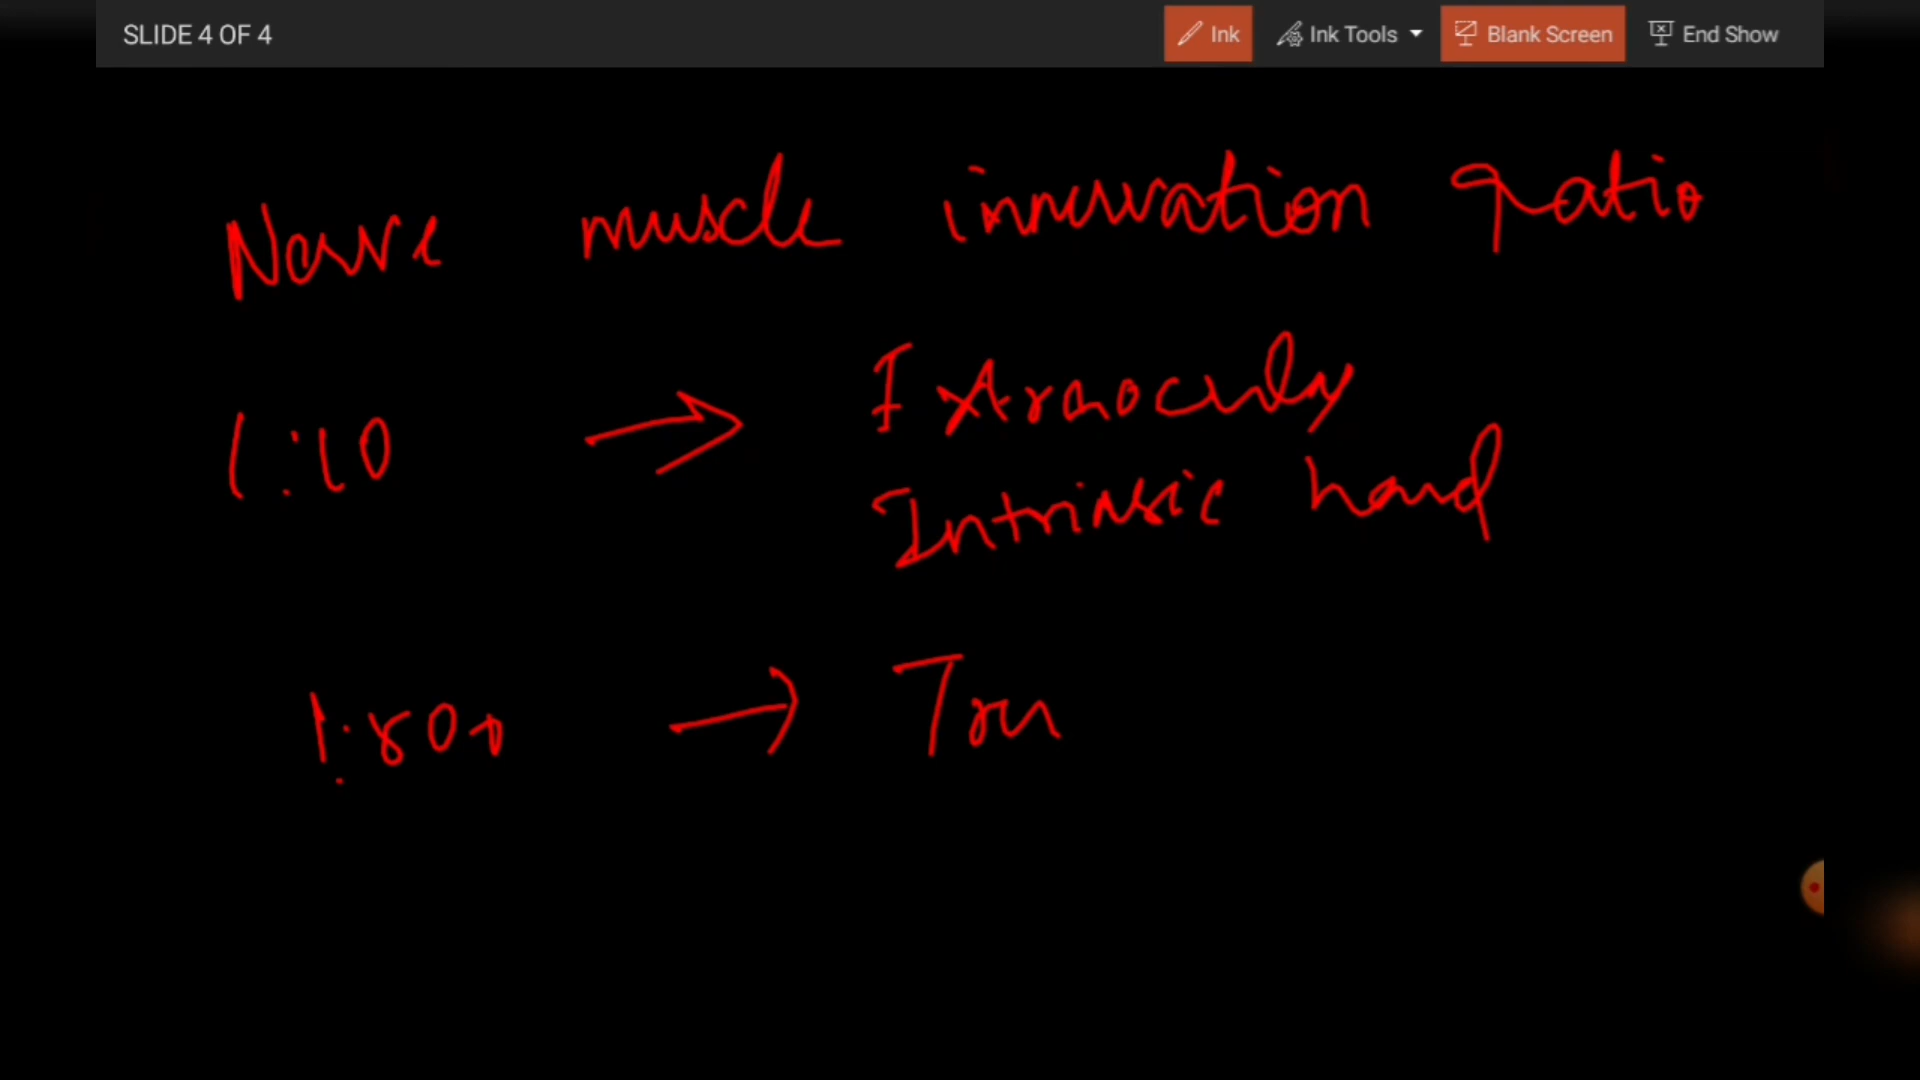 SLIDE 4 OF 4 Ink Ink Tools Blank Screen End Show
Nerve muscle innervation ratio
1:10 → Extraocular
Intrinsic hand
1:800 →